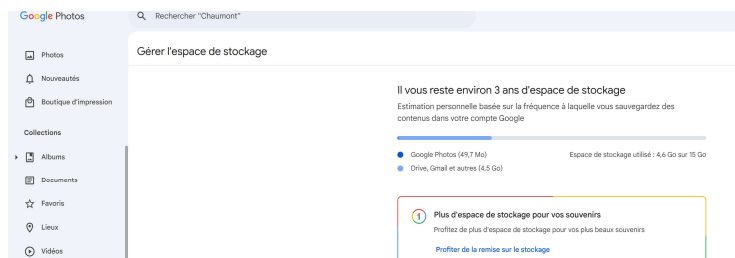 Google Photos
Rechercher "Chaumont"
Photos
Nouveautés
Boutique d'impression
Collections
Albums
Documents
Favoris
Lieux
Vidéos
Gérer l'espace de stockage
Il vous reste environ 3 ans d'espace de stockage
Estimation personnelle basée sur la fréquence à laquelle vous sauvegardez des
contenus dans votre compte Google
Google Photos (49,7 Mo)
Espace de stockage utilisé : 4,6 Go sur 15 Go
Drive, Gmail et autres (4,5 Go)
1
Plus d'espace de stockage pour vos souvenirs
Profitez de plus d'espace de stockage pour vos plus beaux souvenirs
Profiter de la remise sur le stockage